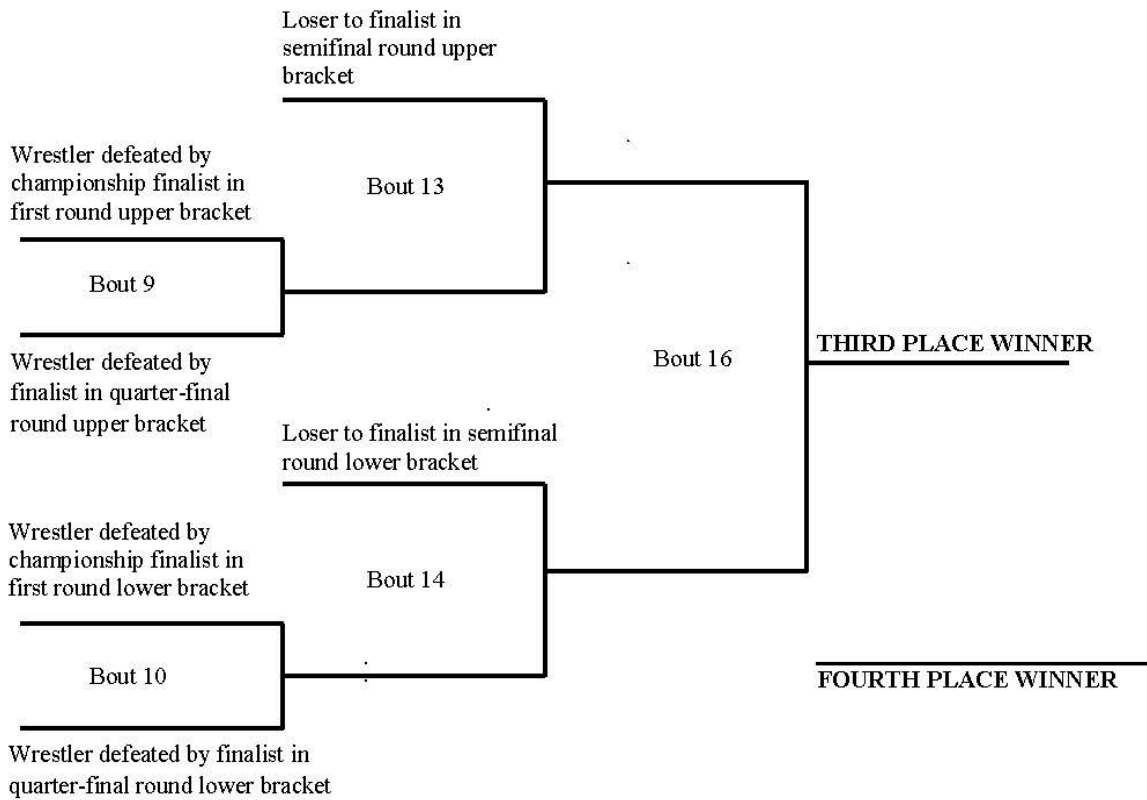 Loser to finalist in
semifinal round upper
bracket
Wrestler defeated by
championship finalist in
first round upper bracket
Bout 13
Bout 9
Wrestler defeated by
finalist in quarter-final
round upper bracket
Bout 16
THIRD PLACE WINNER
Loser to finalist in semifinal
round lower bracket
Wrestler defeated by
championship finalist in
first round lower bracket
Bout 14
Bout 10
FOURTH PLACE WINNER
Wrestler defeated by finalist in
quarter-final round lower bracket